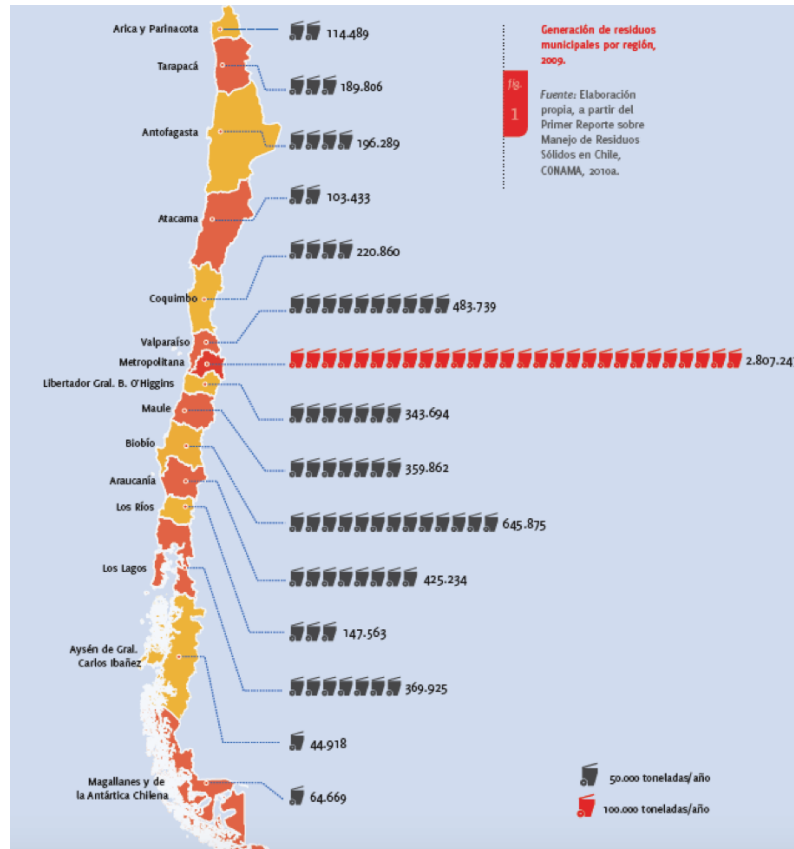 Arica y Parinacota
114.489
Generación de residuos
municipales por región,
2009.
Tarapacá
189.806
fig.
1
Fuente: Elaboración
propia, a partir del
Primer Reporte sobre
Manejo de Residuos
Sólidos en Chile,
CONAMA, 2010a.
Antofagasta
196.289
Atacama
103.433
220.860
Coquimbo
483.739
Valparaíso
Metropolitana
2.807.24
Libertador Gral. B. O'Higgins
343.694
Maule
359.862
Biobío
645.875
Araucanía
425.234
Los Ríos
147.563
Los Lagos
369.925
Aysén de Gral.
Carlos Ibañez
44.918
Magallanes y de
la Antártica Chilena
64.669
50.000 toneladas/año
100.000 toneladas/año